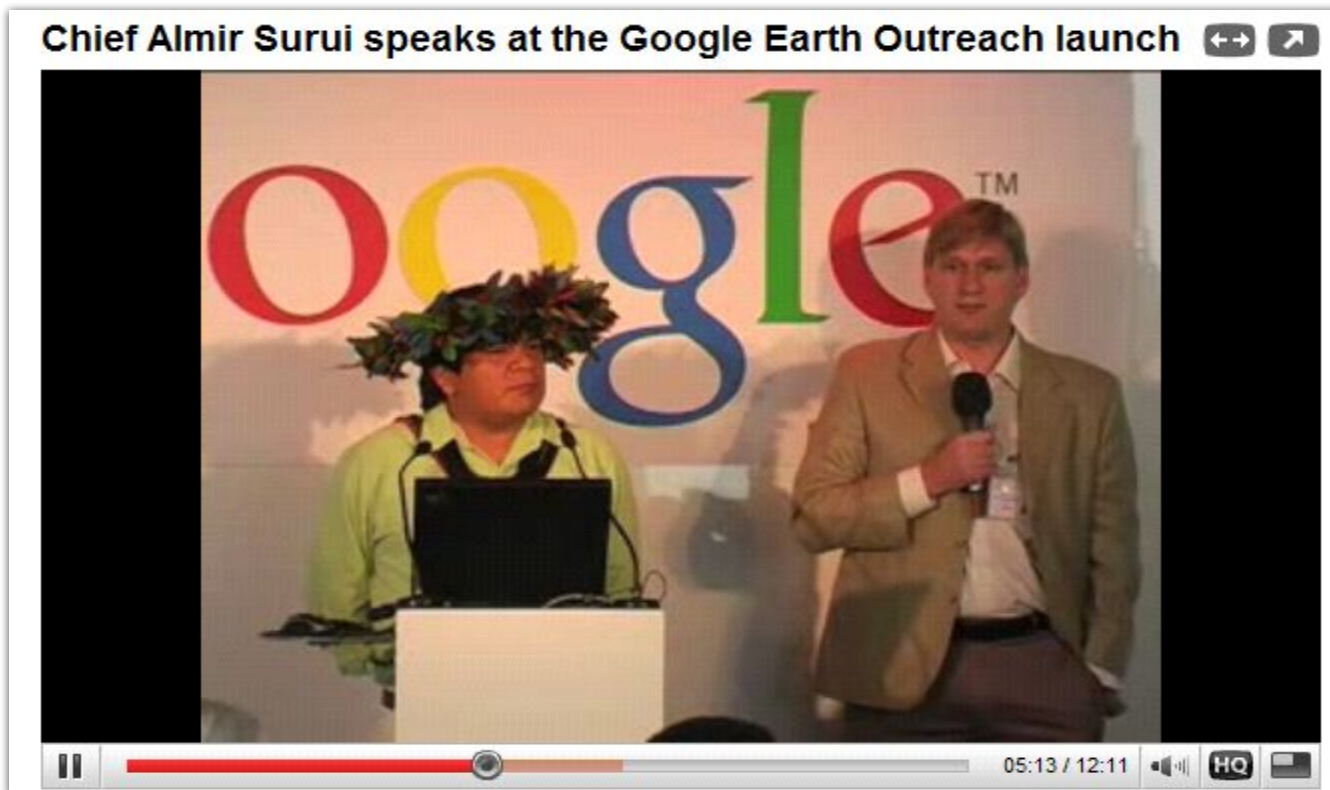 Chief Almir Surui speaks at the Google Earth Outreach launch
oogle™
05:13 / 12:11
HQ